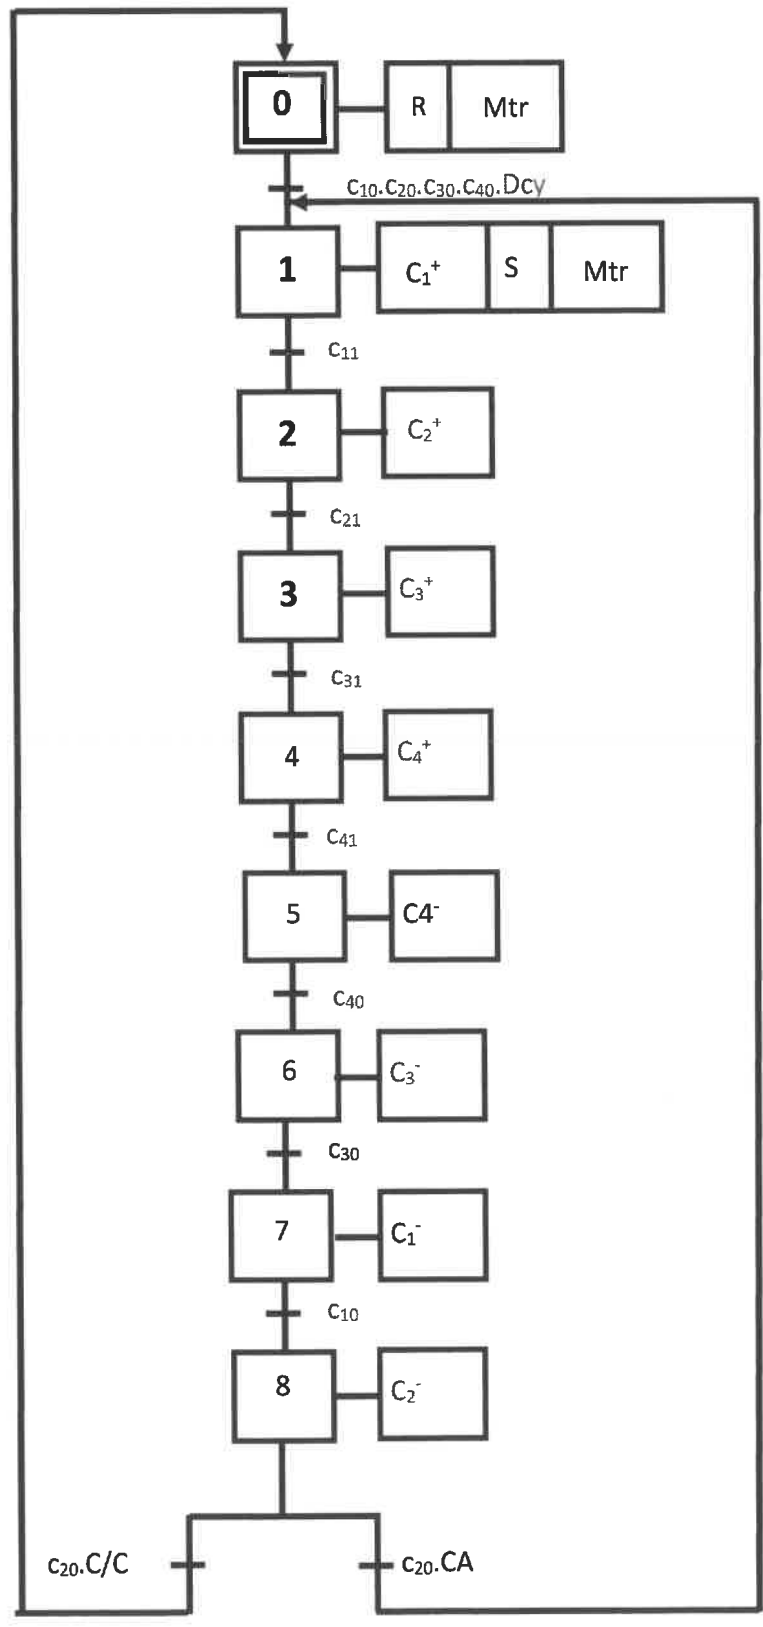 0 R Mtr
c₁₀.c₂₀.c₃₀.c₄₀.Dcy
1 C₁⁺ S Mtr
c₁₁
2 C₂⁺
c₂₁
3 C₃⁺
c₃₁
4 C₄⁺
c₄₁
5 C4⁻
c₄₀
6 C₃⁻
c₃₀
7 C₁⁻
c₁₀
8 C₂⁻
c₂₀.C/C c₂₀.CA